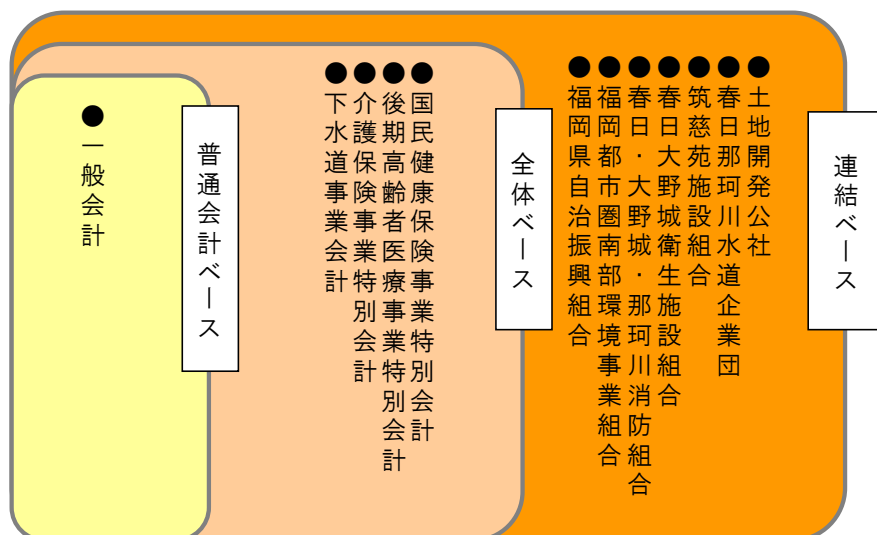 連結ベース
●土地開発公社
●春日那珂川水道企業団
●筑慈苑施設組合
●春日大野城衛生施設組合
●春日・大野城・那珂川消防組合
●福岡都市圏南部環境事業組合
●福岡県自治振興組合
全体ベース
●国民健康保険事業特別会計
●後期高齢者医療事業特別会計
●介護保険事業特別会計
●下水道事業会計
普通会計ベース
●一般会計